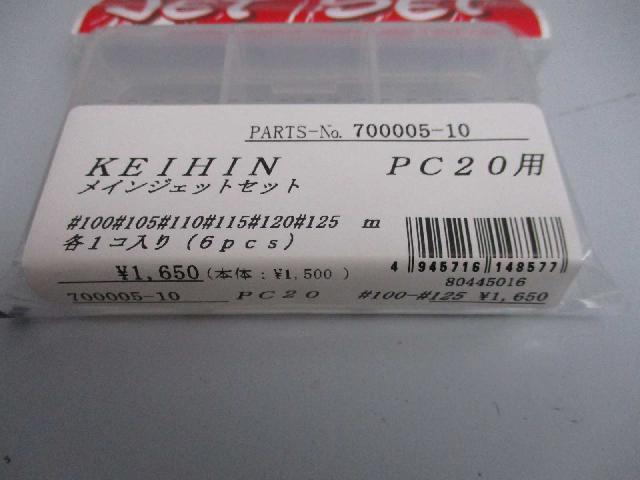 Jet Set
PARTS-No. 700005-10
KEIHIN PC20用
メインジェットセット
#100#105#110#115#120#125 m
各1コ入り(6pcs)
¥1,650(本体:¥1,500 )
4 945716 148577
80445016
700005-10 PC20 #100-#125 ¥1,650